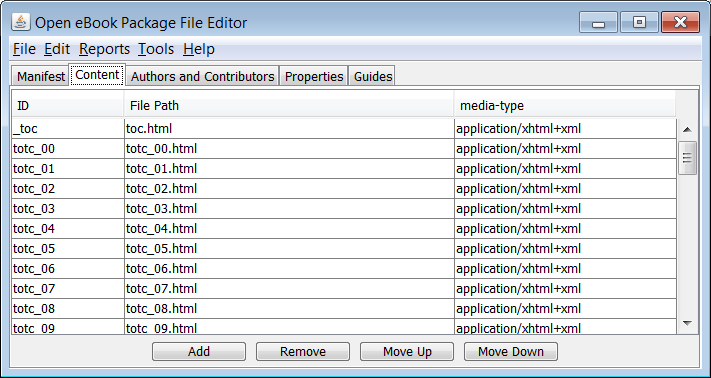 Open eBook Package File Editor
File Edit Reports Tools Help
Manifest Content Authors and Contributors Properties Guides
ID File Path media-type
_toc toc.html application/xhtml+xml
totc_00 totc_00.html application/xhtml+xml
totc_01 totc_01.html application/xhtml+xml
totc_02 totc_02.html application/xhtml+xml
totc_03 totc_03.html application/xhtml+xml
totc_04 totc_04.html application/xhtml+xml
totc_05 totc_05.html application/xhtml+xml
totc_06 totc_06.html application/xhtml+xml
totc_07 totc_07.html application/xhtml+xml
totc_08 totc_08.html application/xhtml+xml
totc_09 totc_09.html application/xhtml+xml
Add Remove Move Up Move Down